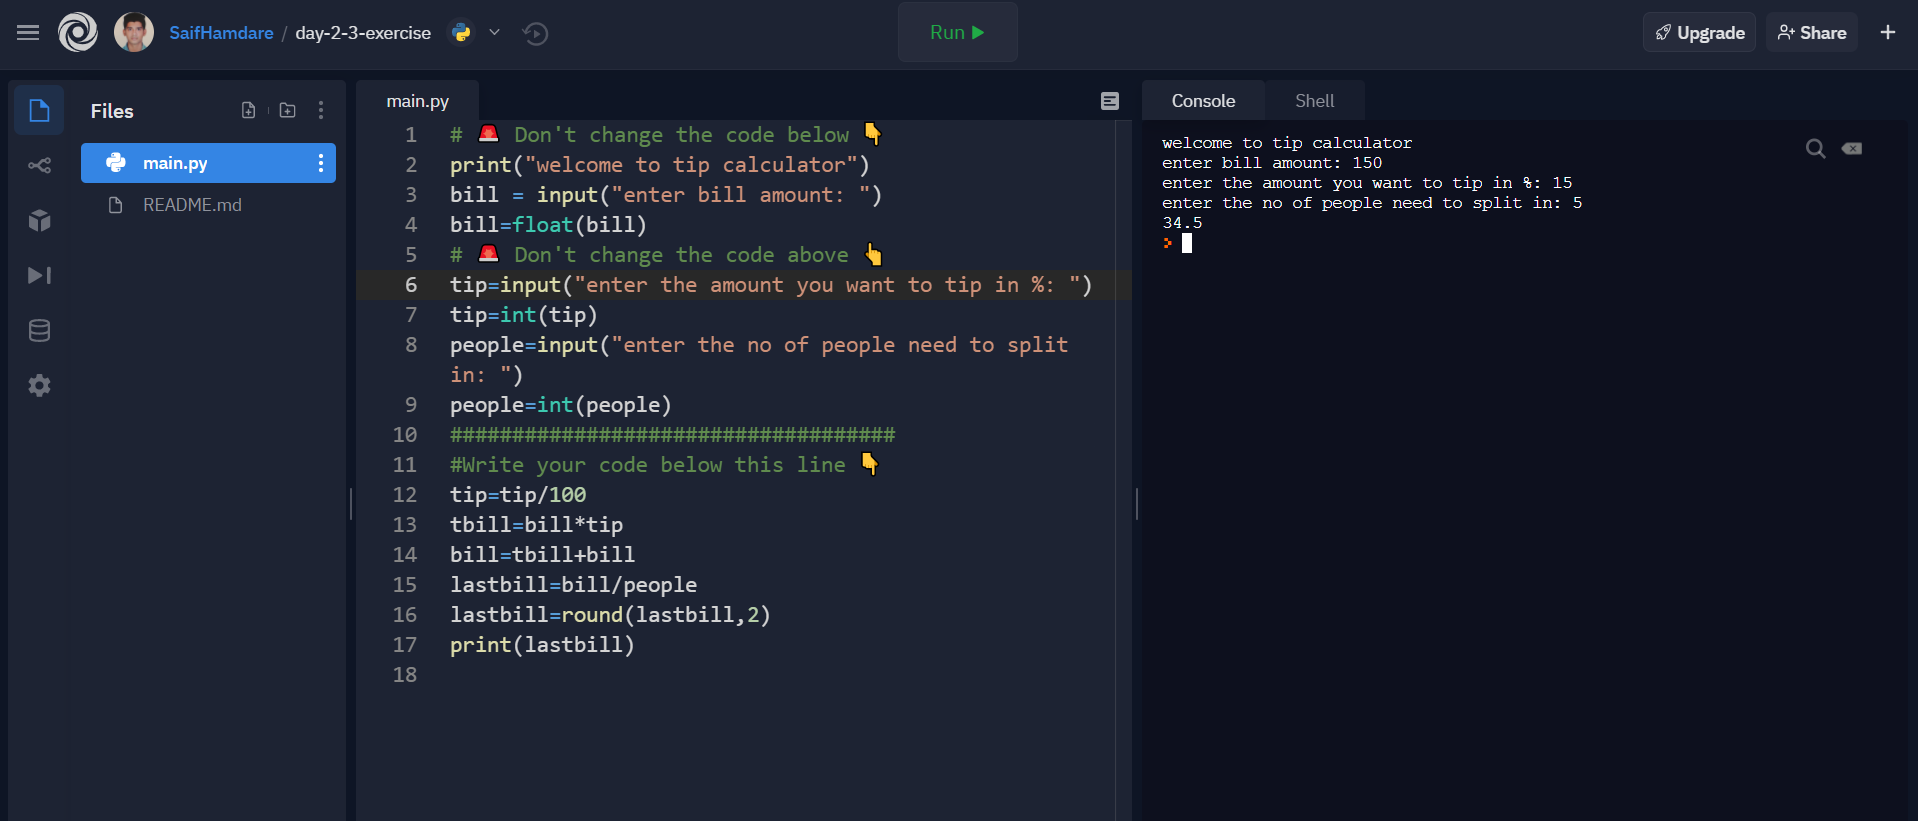 SaifHamdare / day-2-3-exercise
Run
Upgrade
Share
Files
main.py
README.md
main.py
1 # 🚨 Don't change the code below 👇
2 print("welcome to tip calculator")
3 bill = input("enter bill amount: ")
4 bill=float(bill)
5 # 🚨 Don't change the code above 👆
6 tip=input("enter the amount you want to tip in %: ")
7 tip=int(tip)
8 people=input("enter the no of people need to split
in: ")
9 people=int(people)
10 ####################################
11 #Write your code below this line 👇
12 tip=tip/100
13 tbill=bill*tip
14 bill=tbill+bill
15 lastbill=bill/people
16 lastbill=round(lastbill,2)
17 print(lastbill)
18
Console Shell
welcome to tip calculator
enter bill amount: 150
enter the amount you want to tip in %: 15
enter the no of people need to split in: 5
34.5
>